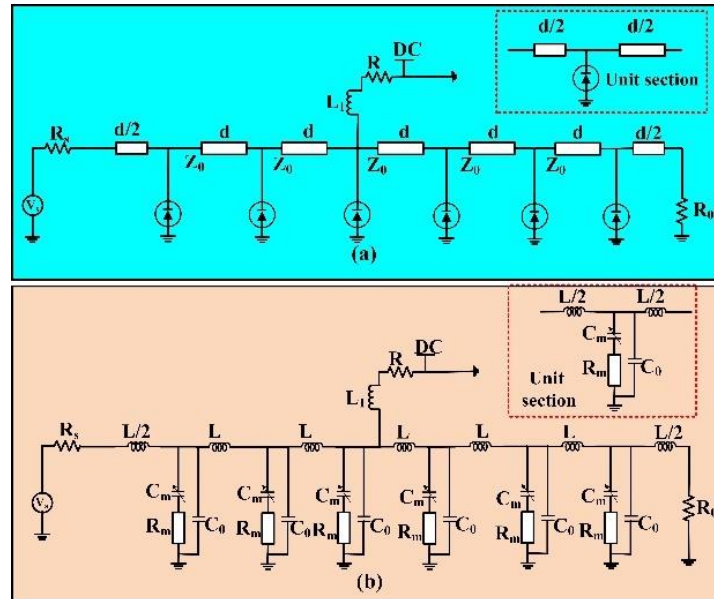 d/2 d/2
DC
R
Unit section
L₁
Rₛ d/2 d d d d d d/2
Z₀ Z₀ Z₀ Z₀ Z₀
Vₛ
R₀
(a)
L/2 L/2
Cₘ
DC
R
Rₘ C₀
Unit
section
L₁
Rₛ L/2 L L L L L L/2
Cₘ Cₘ Cₘ Cₘ Cₘ Cₘ
Vₛ
Rₘ C₀ Rₘ C₀ Rₘ C₀ Rₘ C₀ Rₘ C₀ Rₘ C₀
R₀
(b)